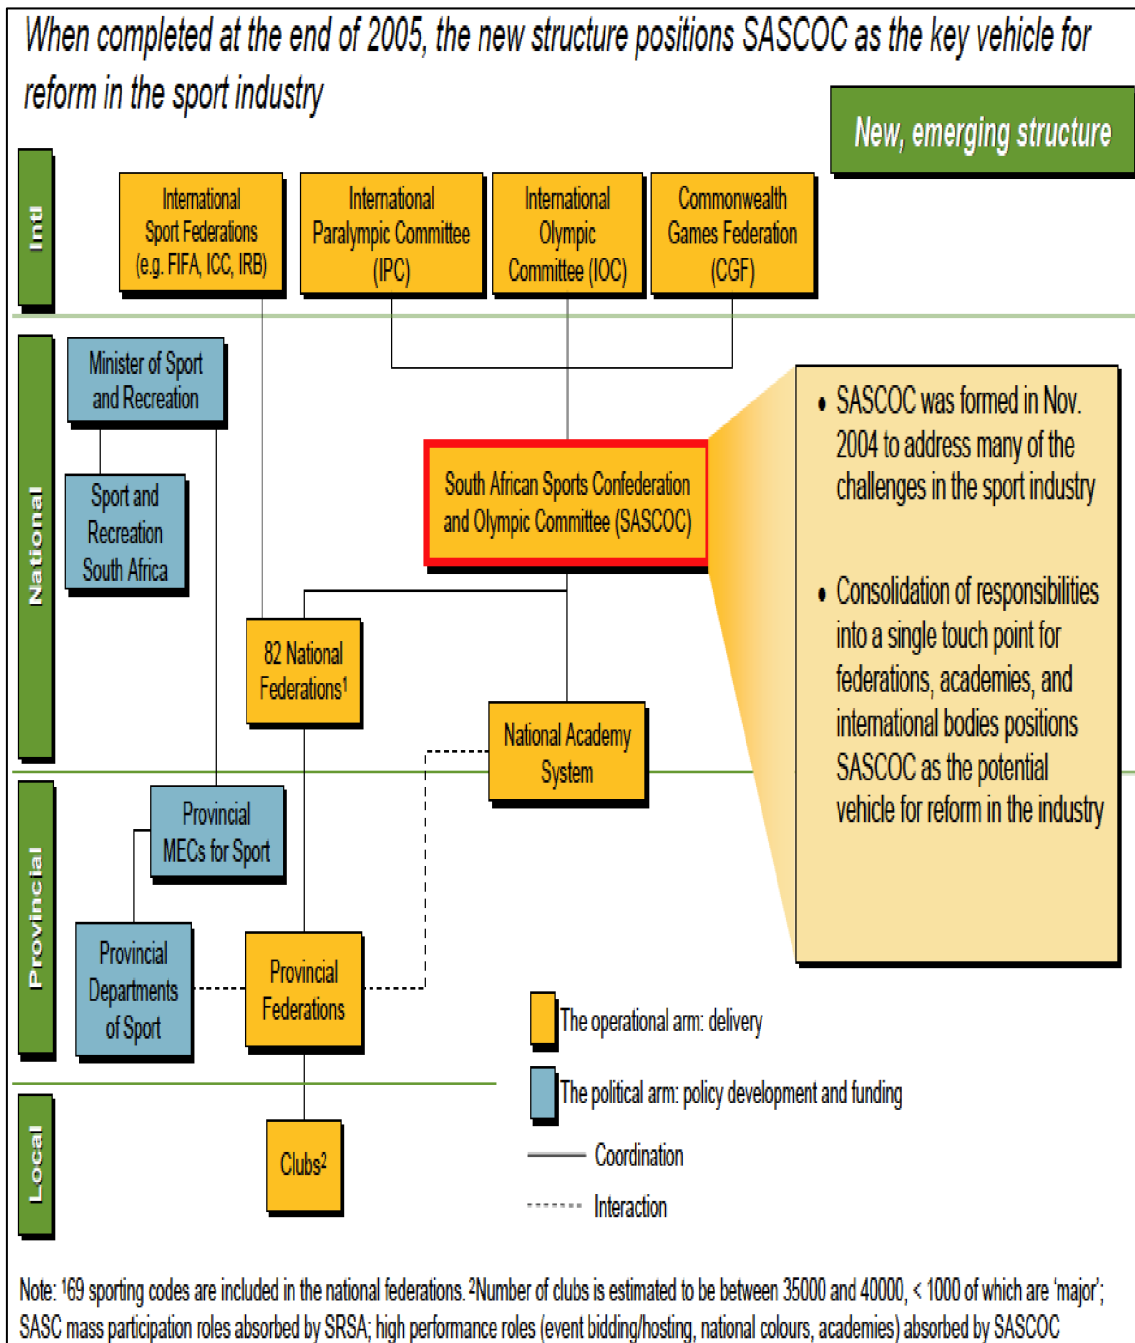 When completed at the end of 2005, the new structure positions SASCOC as the key vehicle for
reform in the sport industry
New, emerging structure
Intl
International
Sport Federations
(e.g. FIFA, ICC, IRB)
International
Paralympic Committee
(IPC)
International
Olympic
Committee (IOC)
Commonwealth
Games Federation
(CGF)
National
Minister of Sport
and Recreation
Sport and
Recreation
South Africa
South African Sports Confederation
and Olympic Committee (SASCOC)
82 National
Federations¹
National Academy
System
• SASCOC was formed in Nov.
2004 to address many of the
challenges in the sport industry
• Consolidation of responsibilities
into a single touch point for
federations, academies, and
international bodies positions
SASCOC as the potential
vehicle for reform in the industry
Provincial
Provincial
MECs for Sport
Provincial
Departments
of Sport
Provincial
Federations
The operational arm: delivery
The political arm: policy development and funding
Coordination
Interaction
Local
Clubs²
Note: ¹69 sporting codes are included in the national federations. ²Number of clubs is estimated to be between 35000 and 40000, < 1000 of which are ‘major’;
SASC mass participation roles absorbed by SRSA; high performance roles (event bidding/hosting, national colours, academies) absorbed by SASCOC